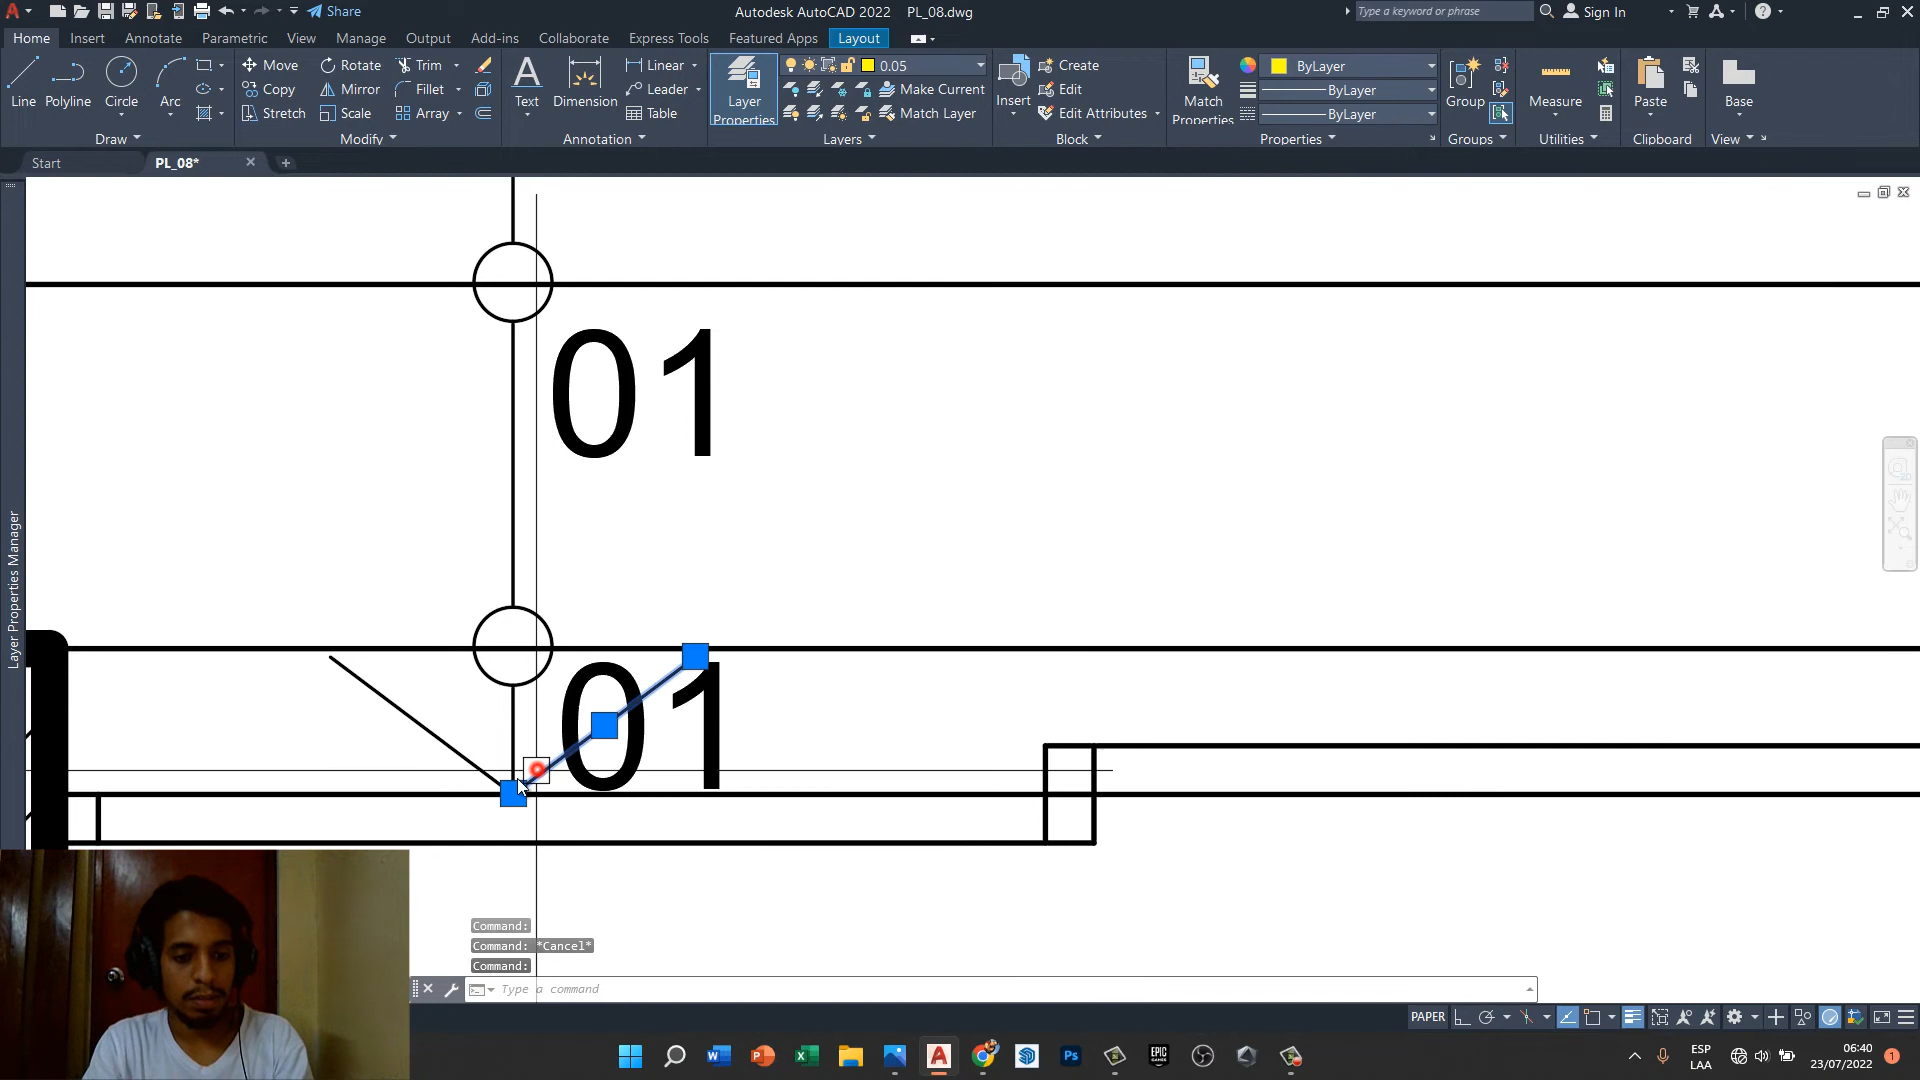 Share
Autodesk AutoCAD 2022 PL_08.dwg
Type a keyword or phrase
Sign In
Home Insert Annotate Parametric View Manage Output Add-ins Collaborate Express Tools Featured Apps Layout
Line Polyline Circle Arc
Move Rotate Trim
Copy Mirror Fillet
Stretch Scale Array
Text Dimension
Linear
Leader
Table
Layer Properties
0.05
Make Current
Match Layer
Insert
Create
Edit
Edit Attributes
Match Properties
ByLayer
ByLayer
ByLayer
Group
Measure
Paste
Base
Draw Modify Annotation Layers Block Properties Groups Utilities Clipboard View
Start PL_08*
01
01
Layer Properties Manager
Command:
Command: *Cancel*
Command:
Type a command
PAPER
ESP
LAA
06:40
23/07/2022
1